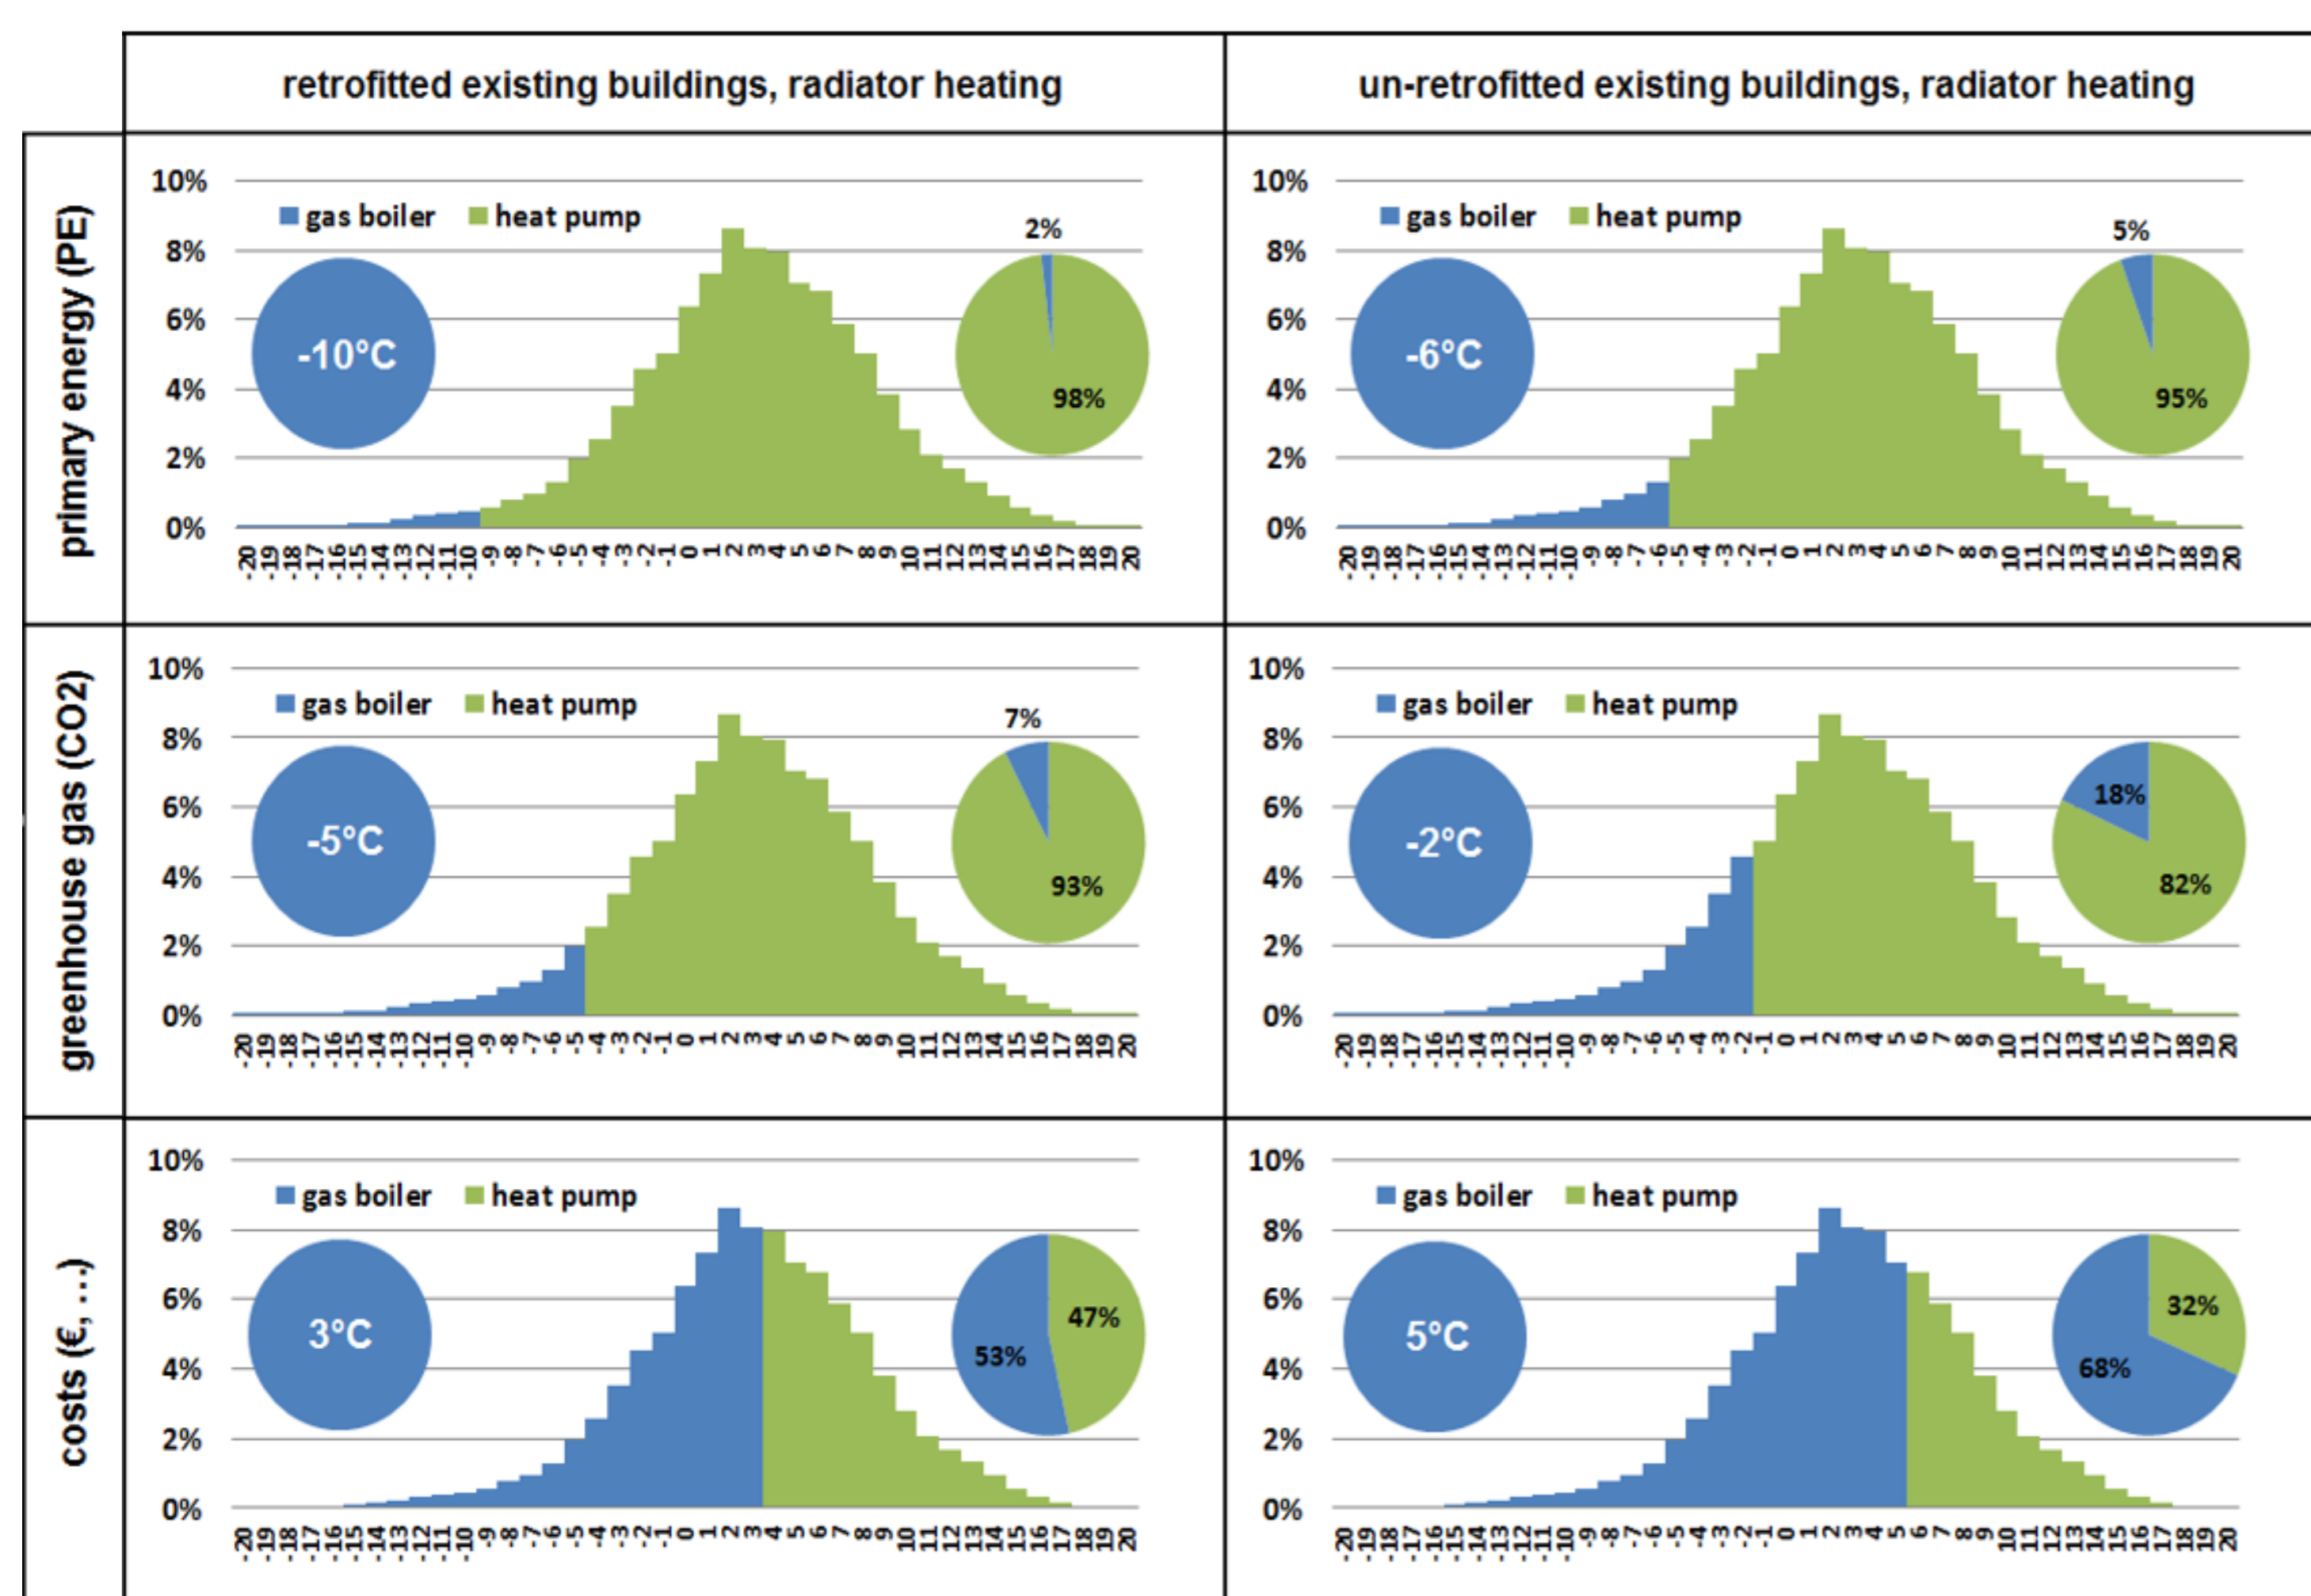 retrofitted existing buildings, radiator heating
un-retrofitted existing buildings, radiator heating
primary energy (PE)
10%
8%
6%
4%
2%
0%
gas boiler heat pump
-10°C
2%
98%
-20 -19 -18 -17 -16 -15 -14 -13 -12 -11 -10 -9 -8 -7 -6 -5 -4 -3 -2 -1 0 1 2 3 4 5 6 7 8 9 10 11 12 13 14 15 16 17 18 19 20
10%
8%
6%
4%
2%
0%
gas boiler heat pump
-6°C
5%
95%
-20 -19 -18 -17 -16 -15 -14 -13 -12 -11 -10 -9 -8 -7 -6 -5 -4 -3 -2 -1 0 1 2 3 4 5 6 7 8 9 10 11 12 13 14 15 16 17 18 19 20
greenhouse gas (CO2)
10%
8%
6%
4%
2%
0%
gas boiler heat pump
-5°C
7%
93%
-20 -19 -18 -17 -16 -15 -14 -13 -12 -11 -10 -9 -8 -7 -6 -5 -4 -3 -2 -1 0 1 2 3 4 5 6 7 8 9 10 11 12 13 14 15 16 17 18 19 20
10%
8%
6%
4%
2%
0%
gas boiler heat pump
-2°C
18%
82%
-20 -19 -18 -17 -16 -15 -14 -13 -12 -11 -10 -9 -8 -7 -6 -5 -4 -3 -2 -1 0 1 2 3 4 5 6 7 8 9 10 11 12 13 14 15 16 17 18 19 20
costs (€, ...)
10%
8%
6%
4%
2%
0%
gas boiler heat pump
3°C
47%
53%
-20 -19 -18 -17 -16 -15 -14 -13 -12 -11 -10 -9 -8 -7 -6 -5 -4 -3 -2 -1 0 1 2 3 4 5 6 7 8 9 10 11 12 13 14 15 16 17 18 19 20
10%
8%
6%
4%
2%
0%
gas boiler heat pump
5°C
32%
68%
-20 -19 -18 -17 -16 -15 -14 -13 -12 -11 -10 -9 -8 -7 -6 -5 -4 -3 -2 -1 0 1 2 3 4 5 6 7 8 9 10 11 12 13 14 15 16 17 18 19 20